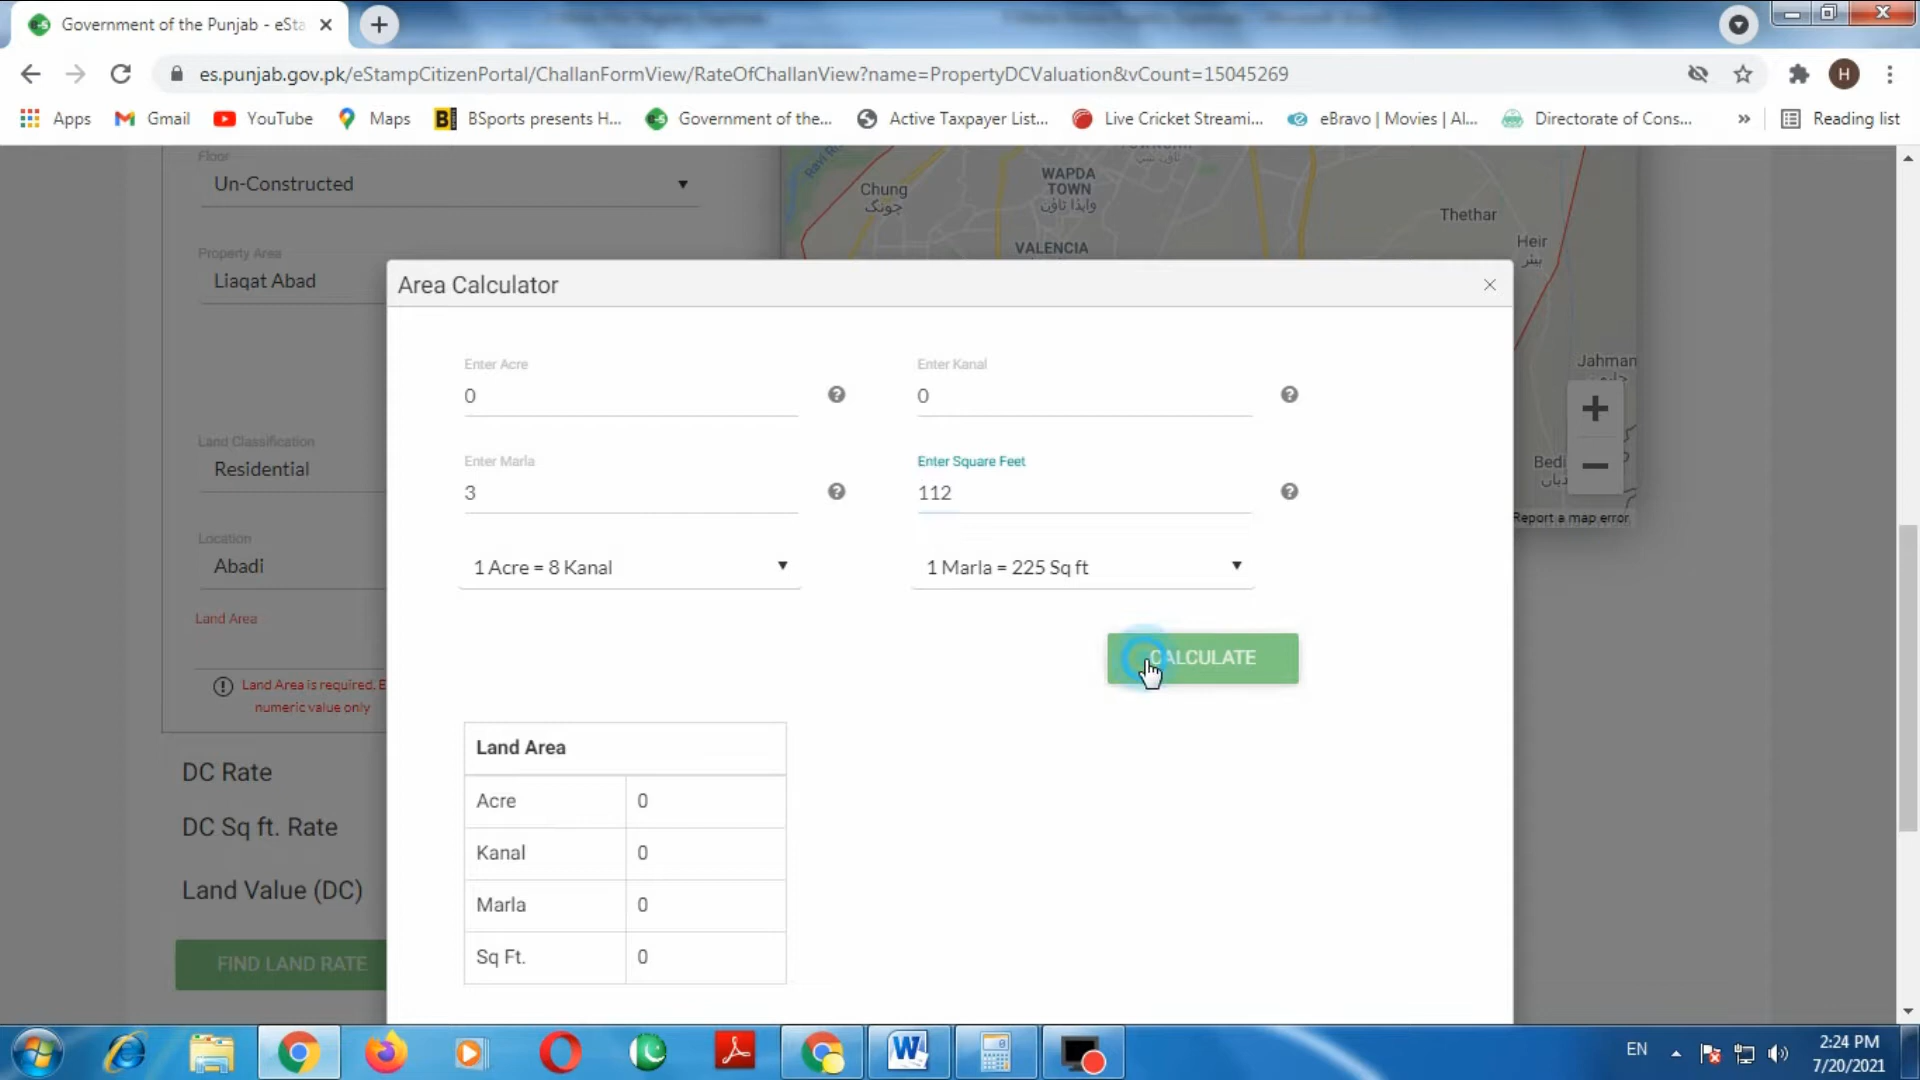 Government of the Punjab - eSta
es.punjab.gov.pk/eStampCitizenPortal/ChallanFormView/RateOfChallanView?name=PropertyDCValuation&vCount=15045269
H
Apps
Gmail
YouTube
Maps
BSports presents H...
Government of the...
Active Taxpayer List...
Live Cricket Streami...
eBravo | Movies | Al...
Directorate of Cons...
»
Reading list
Floor
Un-Constructed
Property Area
Liaqat Abad
Land Classification
Residential
Location
Abadi
Land Area
Land Area is required. E
numeric value only
DC Rate
DC Sq ft. Rate
Land Value (DC)
FIND LAND RATE
Chung
چونگ
WAPDA
TOWN
واپڈا ٹاؤن
VALENCIA
Thethar
Heir
ہیئر
Jahman
Bedi
Report a map error
Area Calculator
Enter Acre
0
Enter Kanal
0
Enter Marla
3
Enter Square Feet
112
1 Acre = 8 Kanal
1 Marla = 225 Sq ft
CALCULATE
Land Area
Acre 0
Kanal 0
Marla 0
Sq Ft. 0
EN
2:24 PM
7/20/2021